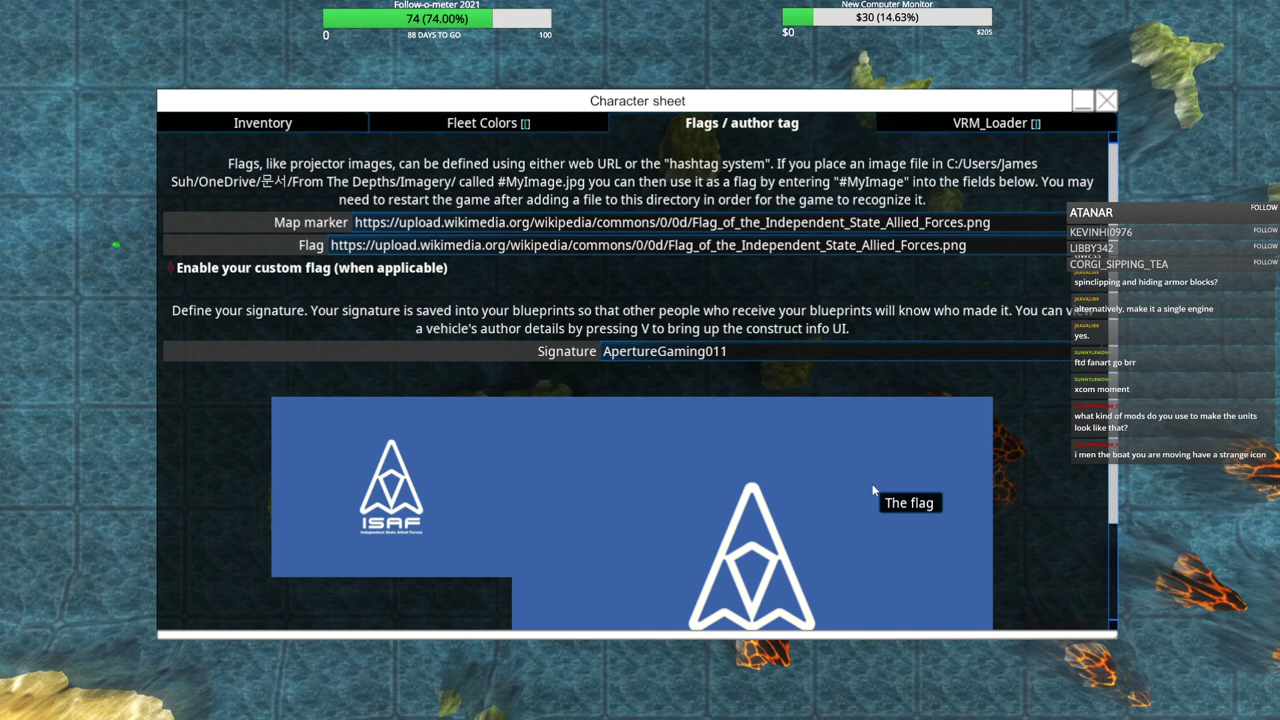 Follow-o-meter 2021
74 (74.00%)
0
88 DAYS TO GO
100
New Computer Monitor
$30 (14.63%)
$0
$205
Character sheet
Inventory
Fleet Colors []
Flags / author tag
VRM_Loader []
Flags, like projector images, can be defined using either web URL or the "hashtag system". If you place an image file in C:/Users/James
Suh/OneDrive/문서/From The Depths/Imagery/ called #MyImage.jpg you can then use it as a flag by entering "#MyImage" into the fields below. You may
need to restart the game after adding a file to this directory in order for the game to recognize it.
Map marker https://upload.wikimedia.org/wikipedia/commons/0/0d/Flag_of_the_Independent_State_Allied_Forces.png
Flag https://upload.wikimedia.org/wikipedia/commons/0/0d/Flag_of_the_Independent_State_Allied_Forces.png
Enable your custom flag (when applicable)
Define your signature. Your signature is saved into your blueprints so that other people who receive your blueprints will know who made it. You can
a vehicle's author details by pressing V to bring up the construct info UI.
Signature ApertureGaming011
ISAF
Independent State Allied Forces
The flag
ATANAR
FOLLOW
KEVINHI0976
FOLLOW
LIBBY342
FOLLOW
CORGI_SIPPING_TEA
FOLLOW
spinclipping and hiding armor blocks?
alternatively, make it a single engine
yes.
SUNNYLEMON
ftd fanart go brr
SUNNYLEMON
xcom moment
what kind of mods do you use to make the units
look like that?
i men the boat you are moving have a strange icon